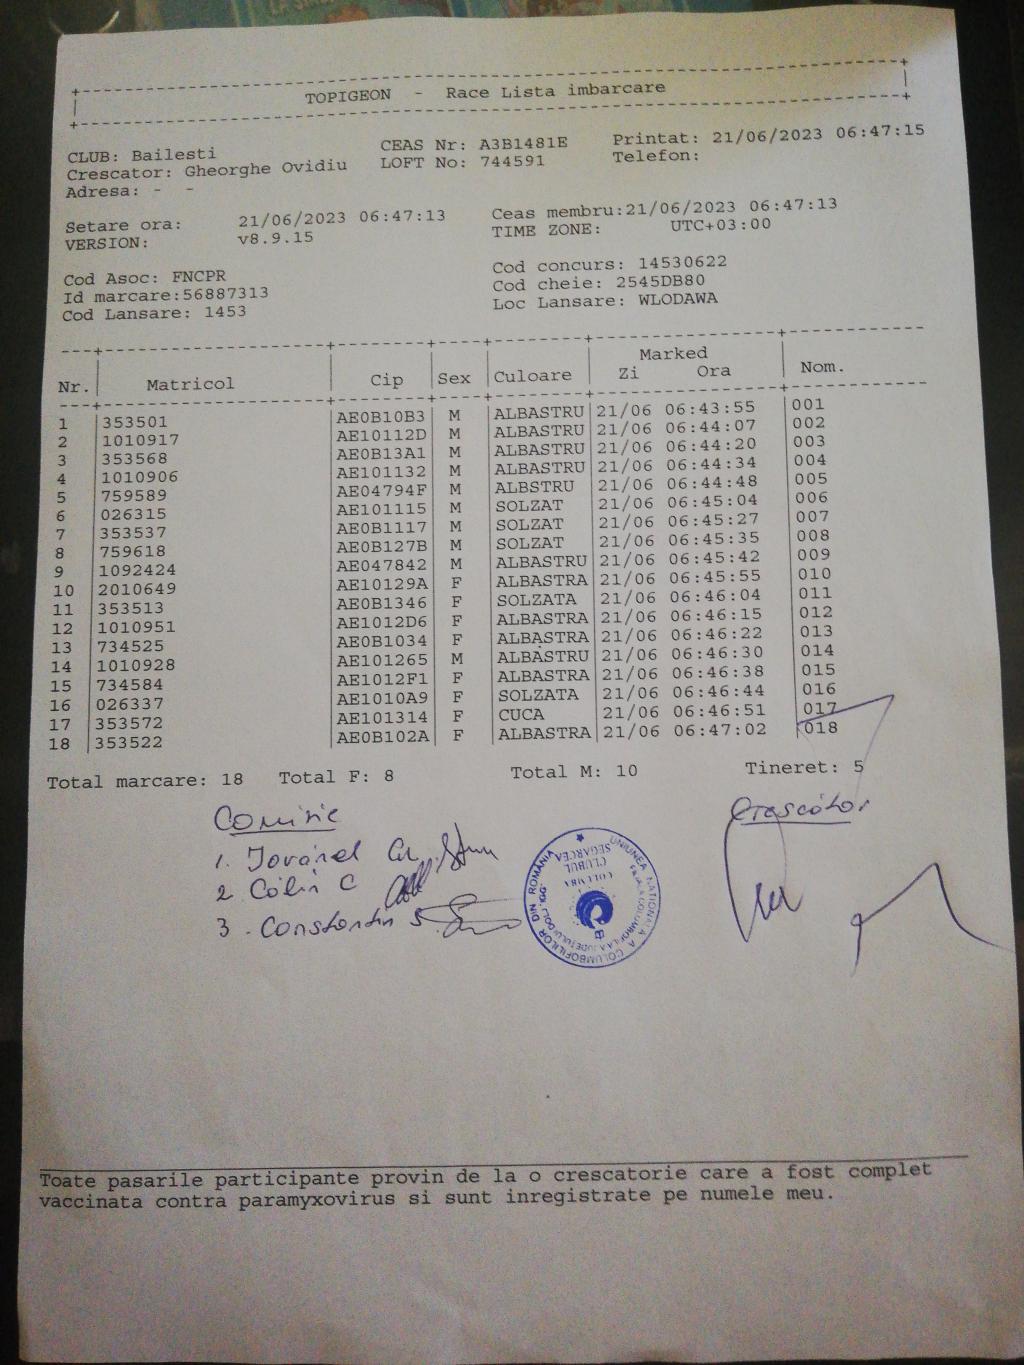 TOPIGEON - Race Lista imbarcare
CLUB: Bailesti CEAS Nr: A3B1481E Printat: 21/06/2023 06:47:15
Crescator: Gheorghe Ovidiu LOFT No: 744591 Telefon:
Adresa: - -
Setare ora: 21/06/2023 06:47:13 Ceas membru:21/06/2023 06:47:13
VERSION: v8.9.15 TIME ZONE: UTC+03:00
Cod Asoc: FNCPR Cod concurs: 14530622
Id marcare:56887313 Cod cheie: 2545DB80
Cod Lansare: 1453 Loc Lansare: WLODAWA
Marked
Nr. Matricol Cip Sex Culoare Zi Ora Nom.
1 353501 AE0B10B3 M ALBASTRU 21/06 06:43:55 001
2 1010917 AE10112D M ALBASTRU 21/06 06:44:07 002
3 353568 AE0B13A1 M ALBASTRU 21/06 06:44:20 003
4 1010906 AE101132 M ALBASTRU 21/06 06:44:34 004
5 759589 AE04794F M ALBSTRU 21/06 06:44:48 005
6 026315 AE101115 M SOLZAT 21/06 06:45:04 006
7 353537 AE0B1117 M SOLZAT 21/06 06:45:27 007
8 759618 AE0B127B M SOLZAT 21/06 06:45:35 008
9 1092424 AE047842 M ALBASTRU 21/06 06:45:42 009
10 2010649 AE10129A F ALBASTRA 21/06 06:45:55 010
11 353513 AE0B1346 F SOLZATA 21/06 06:46:04 011
12 1010951 AE1012D6 F ALBASTRA 21/06 06:46:15 012
13 734525 AE0B1034 F ALBASTRA 21/06 06:46:22 013
14 1010928 AE101265 M ALBASTRU 21/06 06:46:30 014
15 734584 AE1012F1 F ALBASTRA 21/06 06:46:38 015
16 026337 AE1010A9 F SOLZATA 21/06 06:46:44 016
17 353572 AE101314 F CUCA 21/06 06:46:51 017
18 353522 AE0B102A F ALBASTRA 21/06 06:47:02 018
Total marcare: 18 Total F: 8 Total M: 10 Tineret: 5
Comisie Crescător
1. Iovănel
2 Călin C
3. Constantin S
UNIUNEA NATIONALA A COLUMBOFILILOR DIN ROMÂNIA
COLUMBA
CLUBUL
SEGARCEA
Toate pasarile participante provin de la o crescatorie care a fost complet
vaccinata contra paramyxovirus si sunt inregistrate pe numele meu.